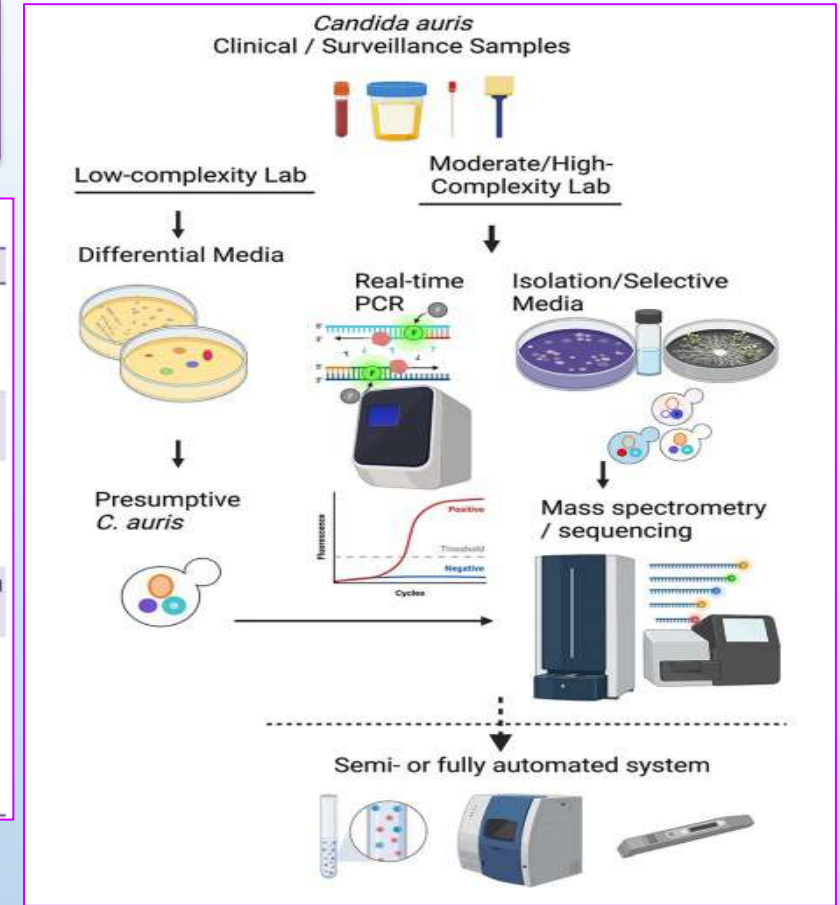 Candida auris
Clinical / Surveillance Samples
Low-complexity Lab
Moderate/High-
Complexity Lab
Differential Media
Real-time
PCR
Isolation/Selective
Media
Presumptive
C. auris
Fluorescence
Positive
Threshold
Negative
Cycles
Mass spectrometry
/ sequencing
Semi- or fully automated system